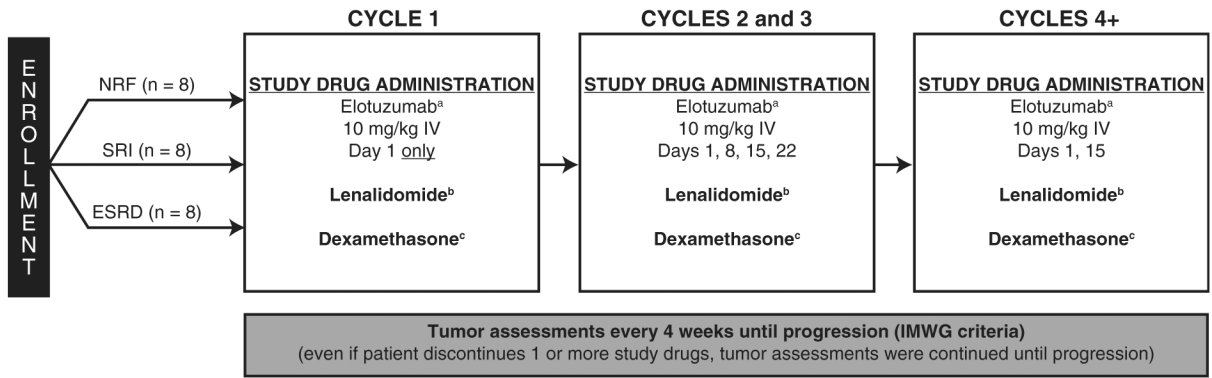 ENROLLMENT
NRF (n = 8)
SRI (n = 8)
ESRD (n = 8)
CYCLE 1
STUDY DRUG ADMINISTRATION
Elotuzumabᵃ
10 mg/kg IV
Day 1 only
Lenalidomideᵇ
Dexamethasoneᶜ
CYCLES 2 and 3
STUDY DRUG ADMINISTRATION
Elotuzumabᵃ
10 mg/kg IV
Days 1, 8, 15, 22
Lenalidomideᵇ
Dexamethasoneᶜ
CYCLES 4+
STUDY DRUG ADMINISTRATION
Elotuzumabᵃ
10 mg/kg IV
Days 1, 15
Lenalidomideᵇ
Dexamethasoneᶜ
Tumor assessments every 4 weeks until progression (IMWG criteria)
(even if patient discontinues 1 or more study drugs, tumor assessments were continued until progression)